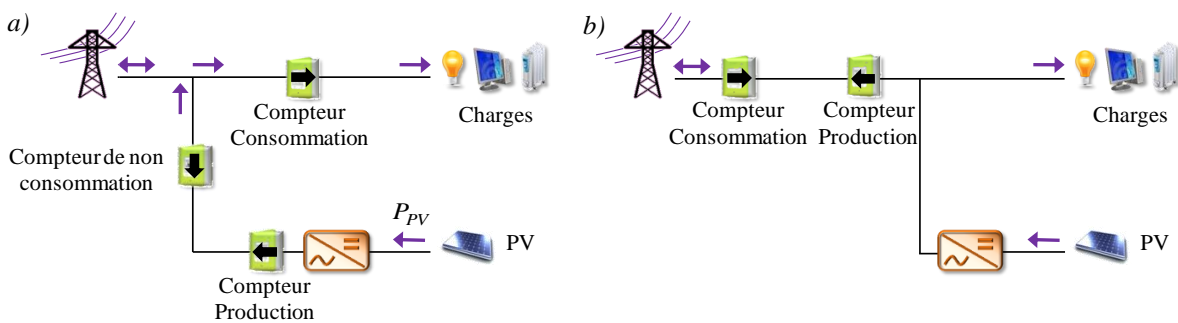 a)
Compteur
Consommation
Charges
Compteur de non
consommation
P_PV
PV
Compteur
Production
b)
Compteur
Consommation
Compteur
Production
Charges
PV